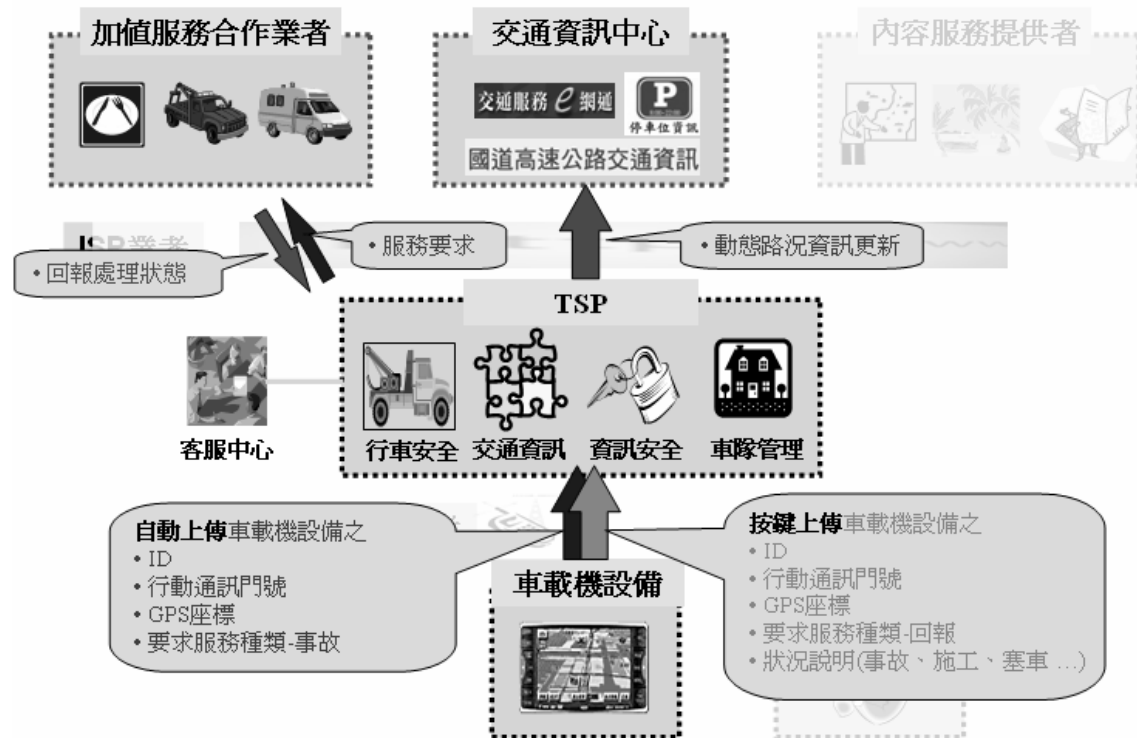 加值服務合作業者
交通資訊中心
內容服務提供者
交通服務 e 網通
P
停車位資訊
國道高速公路交通資訊
ISP業者
• 回報處理狀態
• 服務要求
• 動態路況資訊更新
TSP
客服中心
行車安全
交通資訊
資訊安全
車隊管理
自動上傳車載機設備之
• ID
• 行動通訊門號
• GPS座標
• 要求服務種類-事故
按鍵上傳車載機設備之
• ID
• 行動通訊門號
• GPS座標
• 要求服務種類-回報
• 狀況說明(事故、施工、塞車 ...)
車載機設備